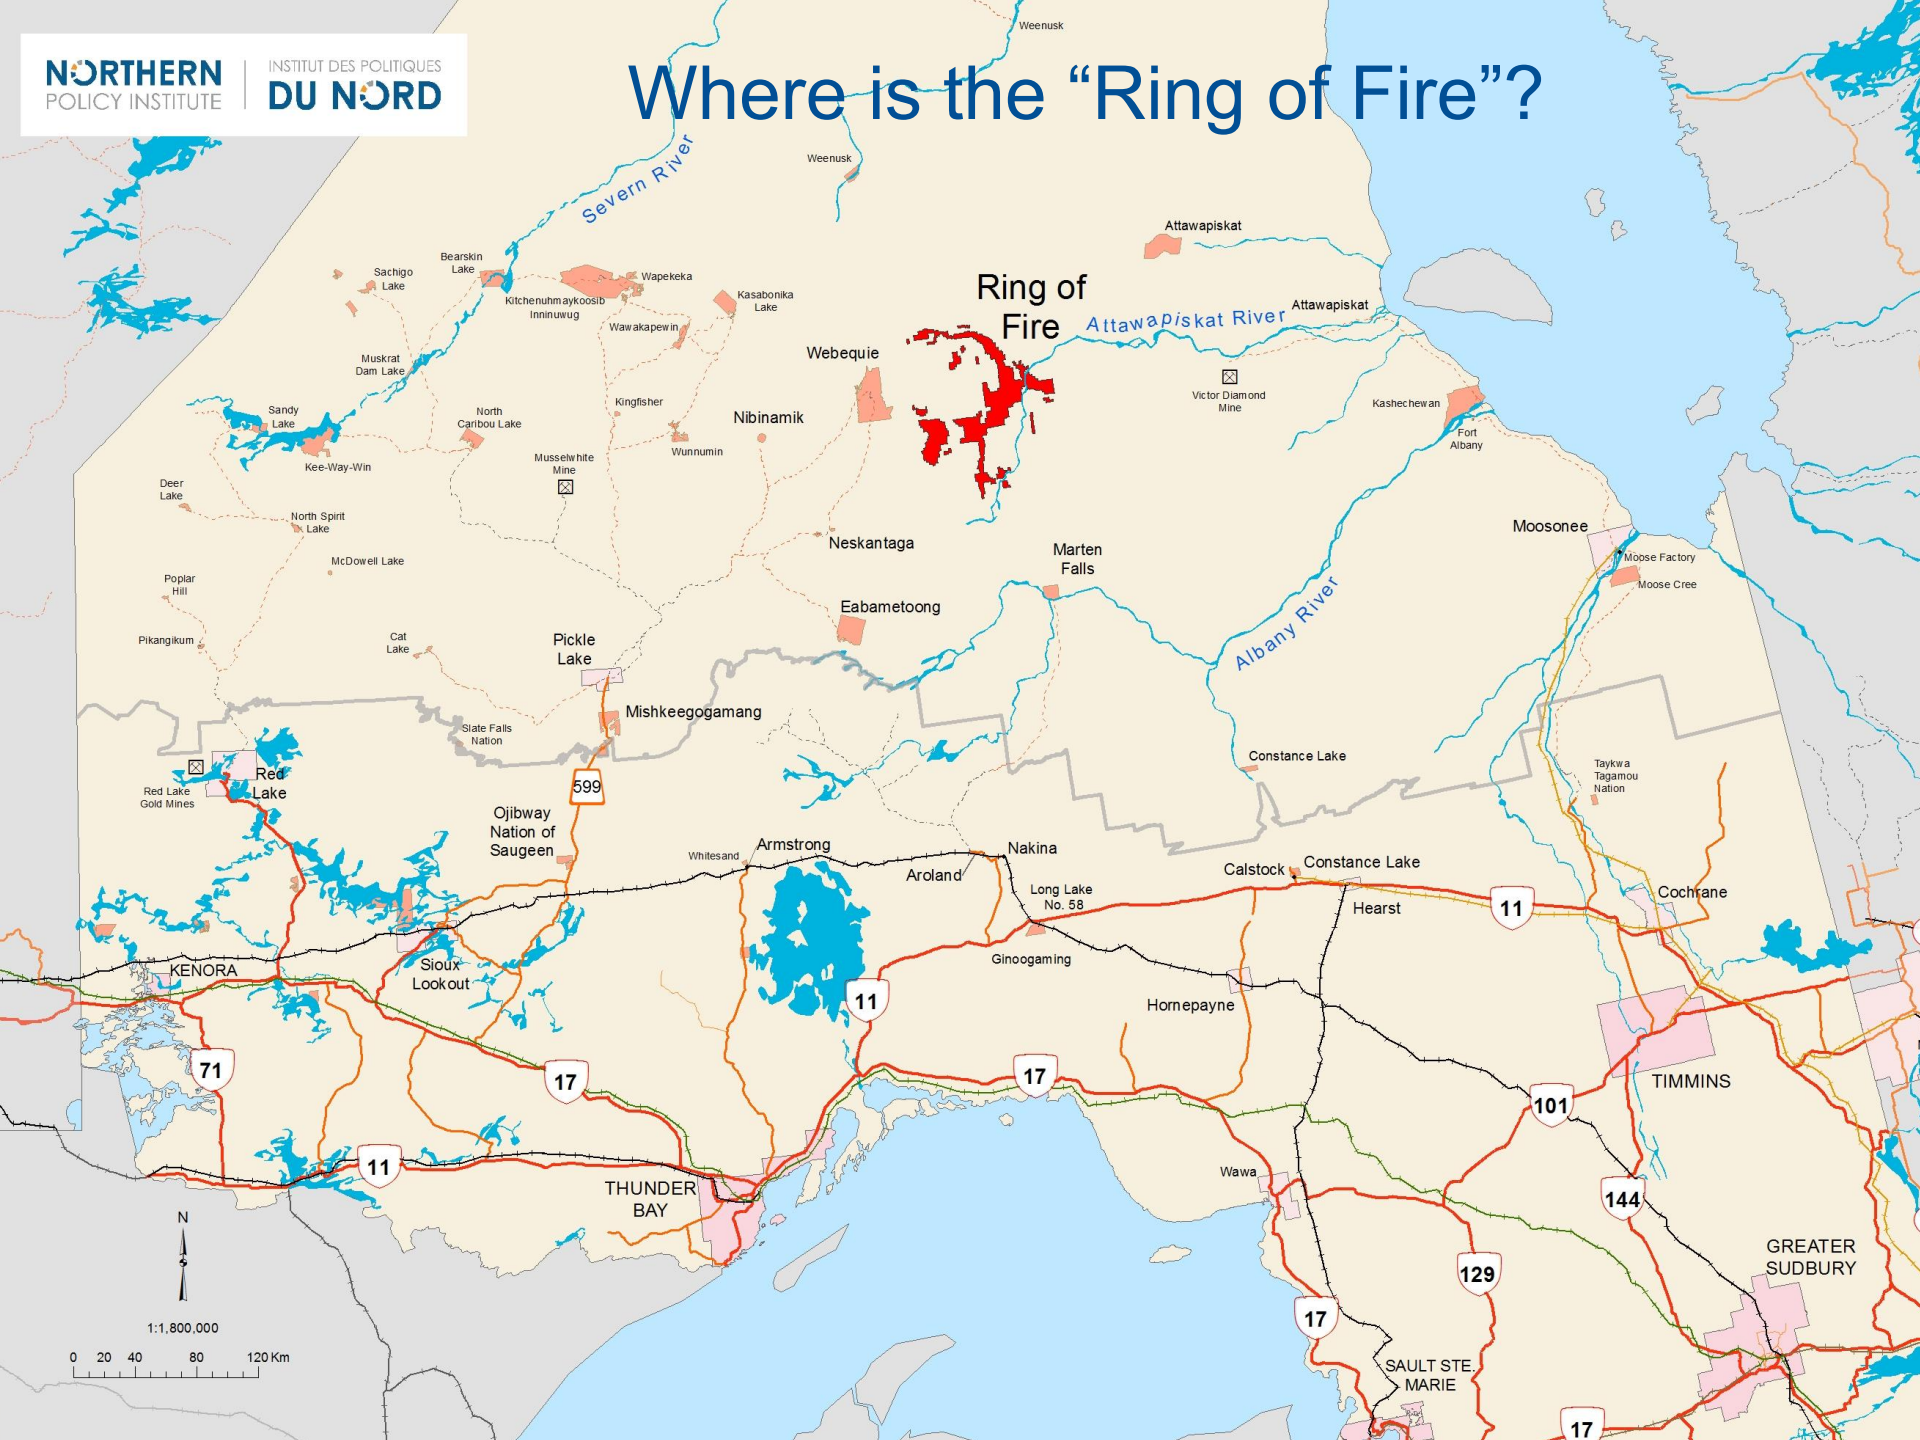 Weenusk
NORTHERN
POLICY INSTITUTE
INSTITUT DES POLITIQUES
DU NORD
Where is the “Ring of Fire”?
Severn River
Weenusk
Attawapiskat
Bearskin
Lake
Sachigo
Lake
Wapekeka
Kitchenuhmaykoosib
Inninuwug
Kasabonika
Lake
Wawakapewin
Ring of
Fire
Attawapiskat River
Attawapiskat
Webequie
Muskrat
Dam Lake
Victor Diamond
Mine
Kashechewan
Fort
Albany
Sandy
Lake
North
Caribou Lake
Kingfisher
Nibinamik
Wunnumin
Kee-Way-Win
Musselwhite
Mine
Deer
Lake
North Spirit
Lake
Neskantaga
Moosonee
Moose Factory
Moose Cree
McDowell Lake
Marten
Falls
Poplar
Hill
Eabametoong
Albany River
Pikangikum
Cat
Lake
Pickle
Lake
Mishkeegogamang
Slate Falls
Nation
Constance Lake
Taykwa
Tagamou
Nation
Red
Lake
Red Lake
Gold Mines
599
Ojibway
Nation of
Saugeen
Whitesand
Armstrong
Nakina
Aroland
Long Lake
No. 58
Calstock
Constance Lake
Hearst
11
Cochrane
KENORA
Sioux
Lookout
Ginoogaming
11
Hornepayne
71
17
17
TIMMINS
101
11
THUNDER
BAY
Wawa
144
N
1:1,800,000
0 20 40 80 120 Km
129
GREATER
SUDBURY
17
SAULT STE.
MARIE
17